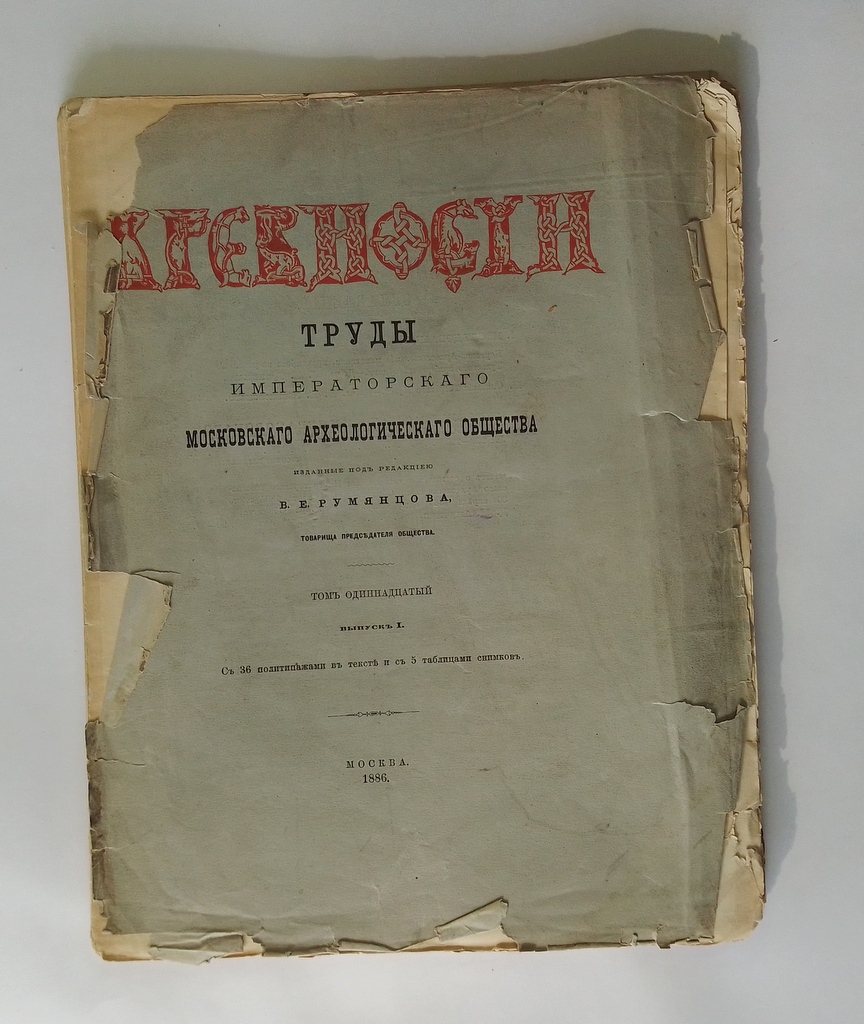 ДРЕВНОСТИ
ТРУДЫ
ИМПЕРАТОРСКАГО
МОСКОВСКАГО АРХЕОЛОГИЧЕСКАГО ОБЩЕСТВА
ИЗДАННЫЕ ПОДЪ РЕДАКЦІЕЮ
В. Е. РУМЯНЦОВА,
ТОВАРИЩА ПРЕДСѢДАТЕЛЯ ОБЩЕСТВА.
ТОМЪ ОДИННАДЦАТЫЙ
ВЫПУСКЪ I.
Съ 36 политипажами въ текстѣ и съ 5 таблицами снимковъ.
МОСКВА.
1886.